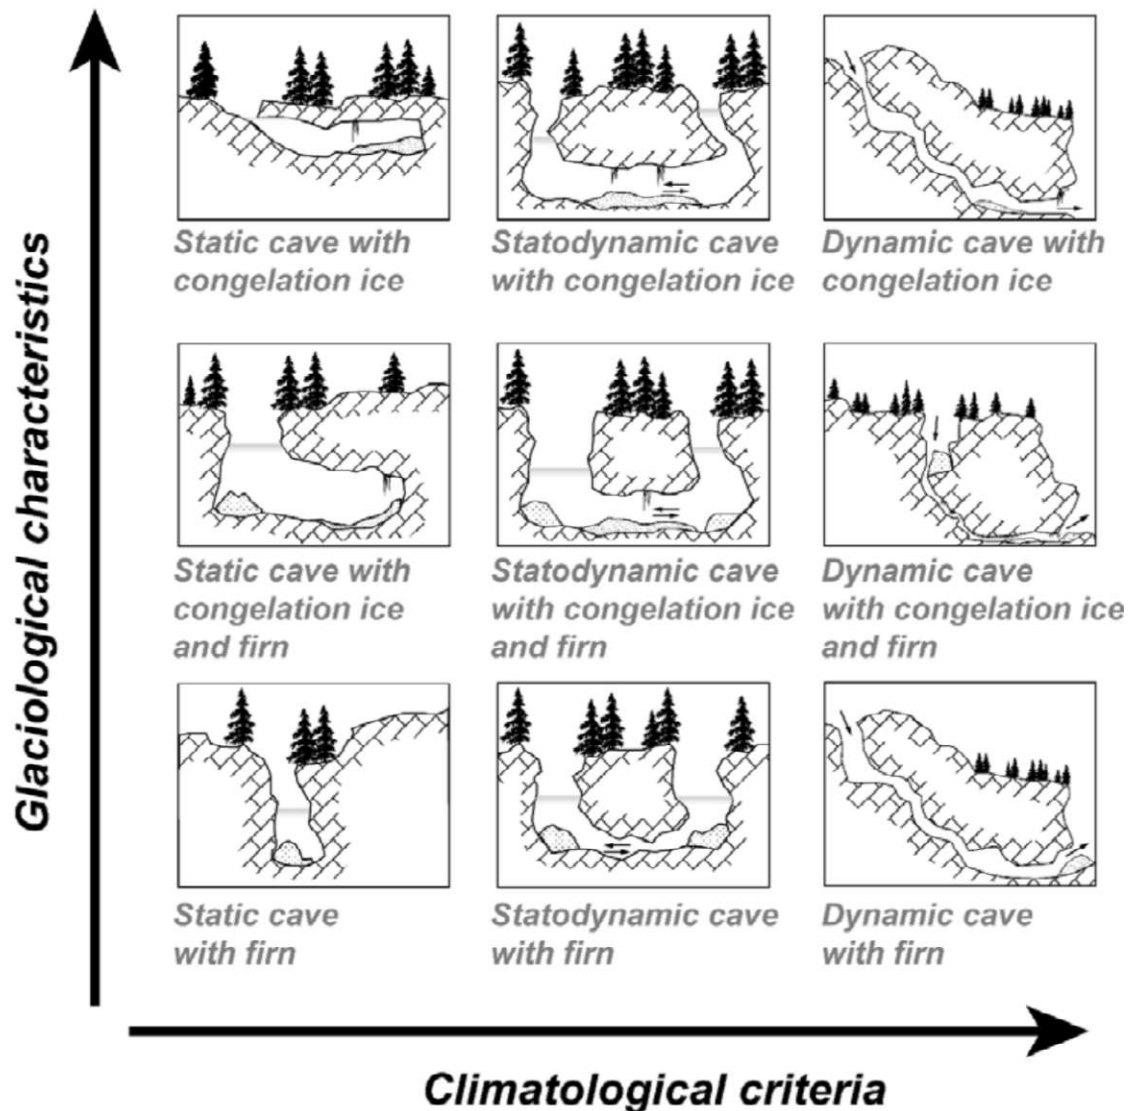 Glaciological characteristics
Static cave with
congelation ice
Statodynamic cave
with congelation ice
Dynamic cave with
congelation ice
Static cave with
congelation ice
and firn
Statodynamic cave
with congelation ice
and firn
Dynamic cave
with congelation ice
and firn
Static cave
with firn
Statodynamic cave
with firn
Dynamic cave
with firn
Climatological criteria